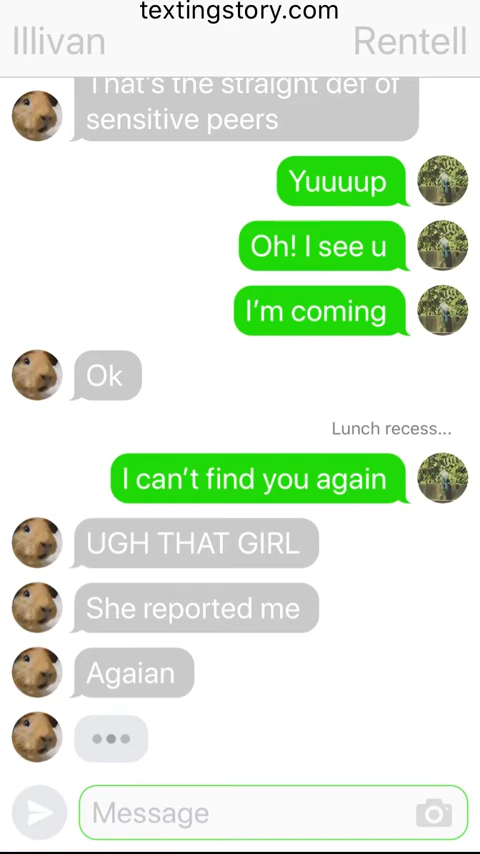 textingstory.com
Illivan
Rentell
That's the straight def of
sensitive peers
Yuuuup
Oh! I see u
I'm coming
Ok
Lunch recess...
I can't find you again
UGH THAT GIRL
She reported me
Agaian
Message